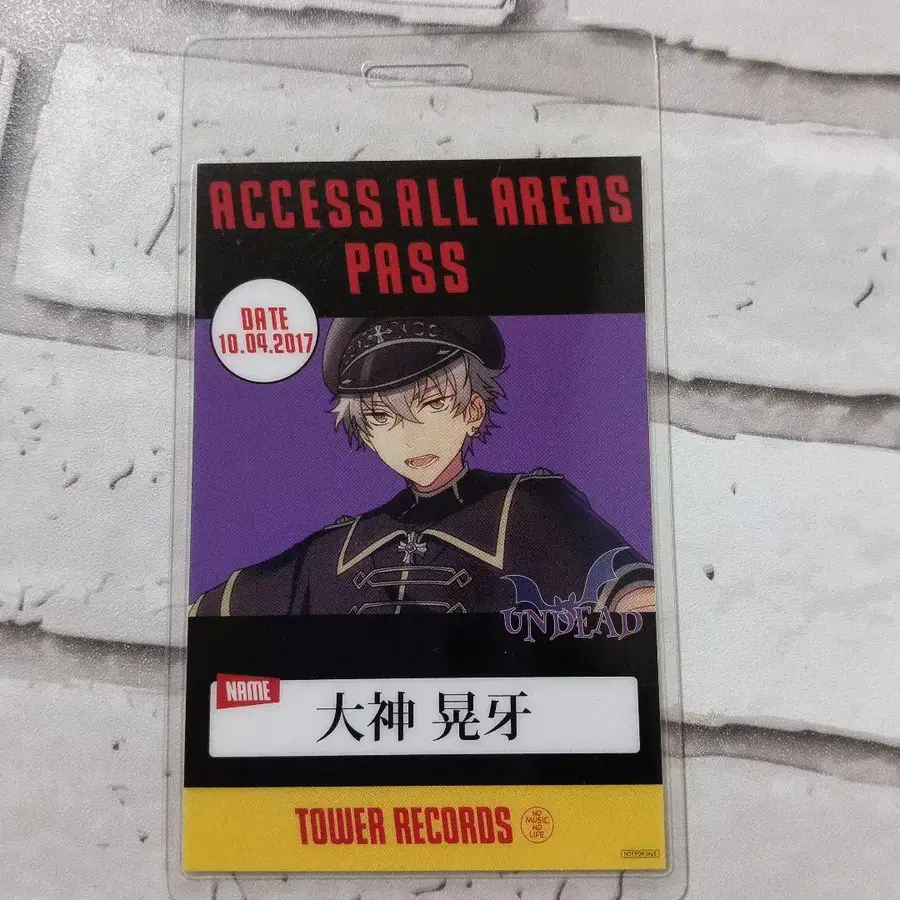 ACCESS ALL AREAS
PASS
DATE
10.04.2017
UNDEAD
NAME
大神 晃牙
TOWER RECORDS
NO
MUSIC,
NO
LIFE.
NOT FOR SALE